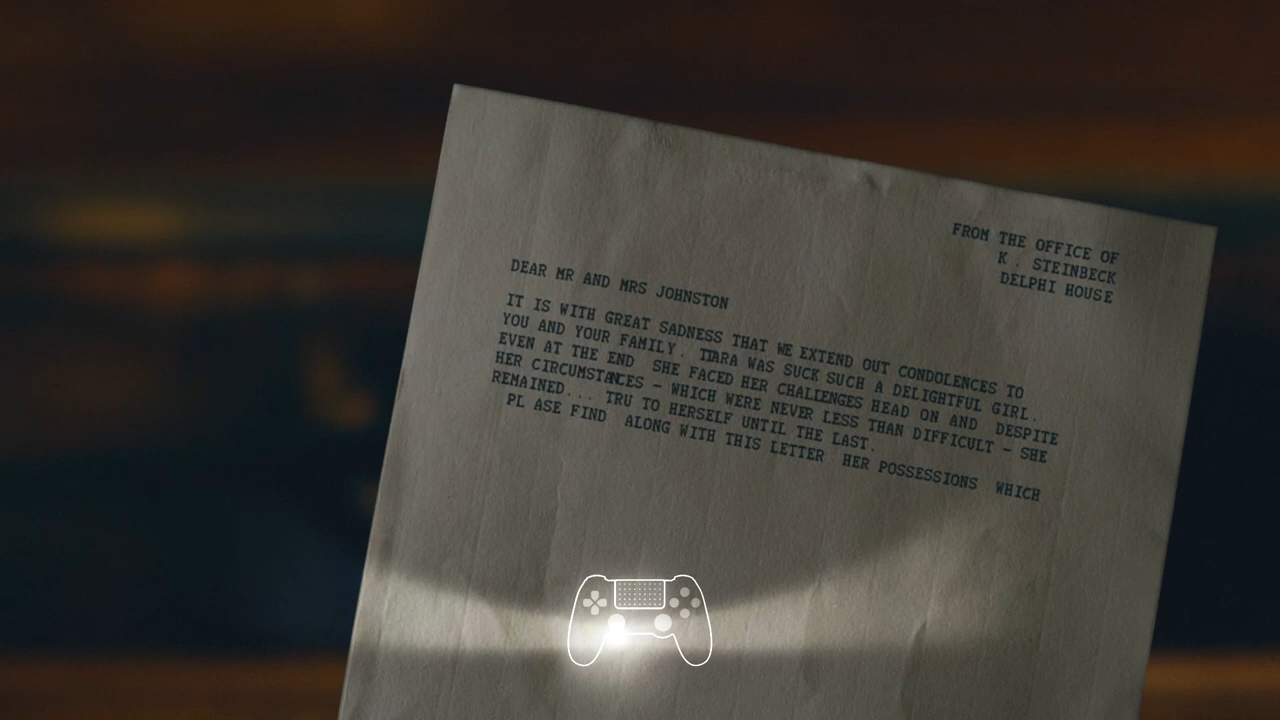 FROM THE OFFICE OF
K. STEINBECK
DELPHI HOUSE
DEAR MR AND MRS JOHNSTON
IT IS WITH GREAT SADNESS THAT WE EXTEND OUT CONDOLENCES TO
YOU AND YOUR FAMILY. TIARA WAS SUCK SUCH A DELIGHTFUL GIRL.
EVEN AT THE END SHE FACED HER CHALLENGES HEAD ON AND DESPITE
HER CIRCUMSTANCES - WHICH WERE NEVER LESS THAN DIFFICULT - SHE
REMAINED... TRU TO HERSELF UNTIL THE LAST.
PL ASE FIND ALONG WITH THIS LETTER HER POSSESSIONS WHICH